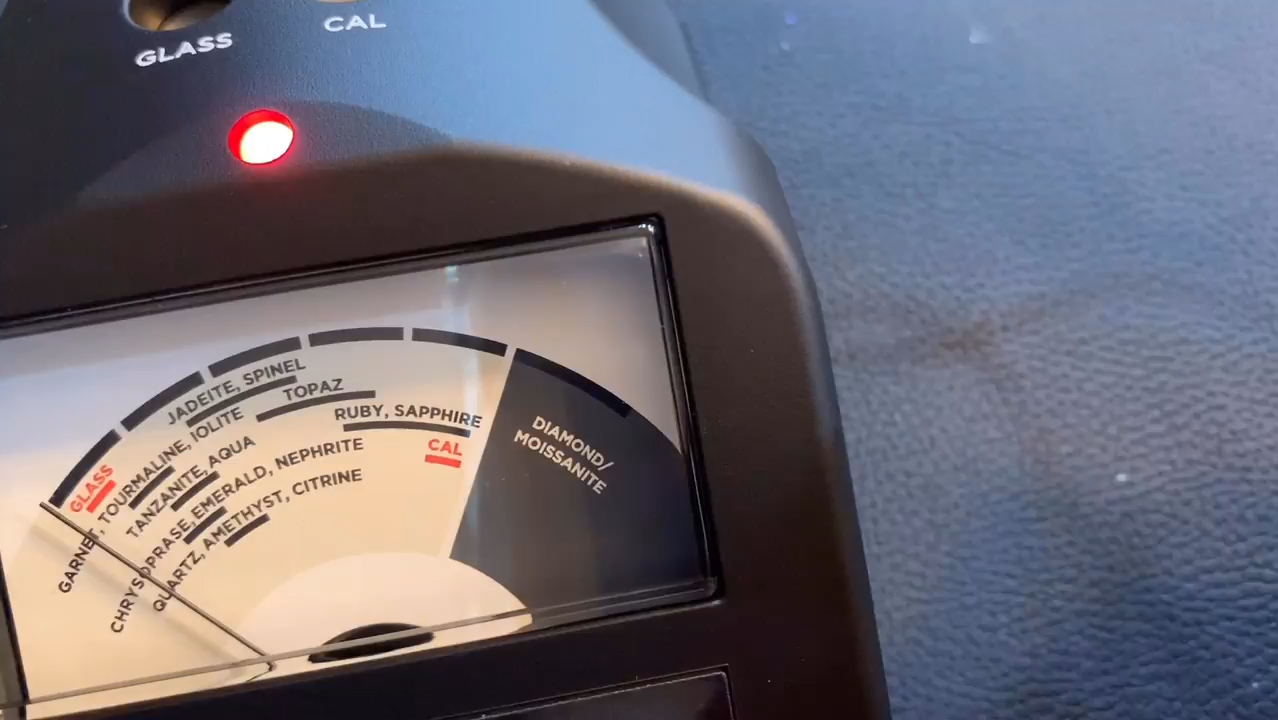 GLASS
CAL
JADEITE, SPINEL
TOPAZ
RUBY, SAPPHIRE
CAL
GLASS
GARNET, TOURMALINE, IOLITE
TANZANITE, AQUA
CHRYSOPRASE, EMERALD, NEPHRITE
QUARTZ, AMETHYST, CITRINE
DIAMOND/
MOISSANITE